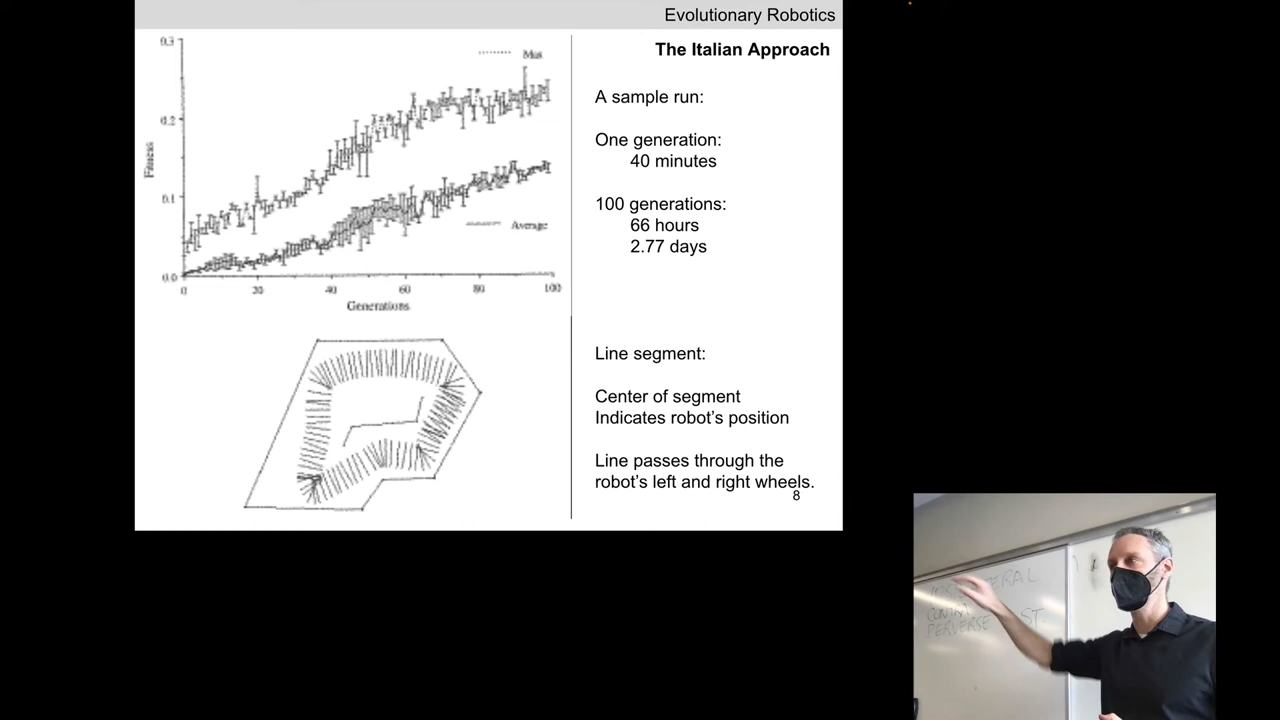 Evolutionary Robotics
The Italian Approach
0.3
Max
0.2
Fitness
0.1
Average
0.0
0 20 40 60 80 100
Generations
A sample run:
One generation:
40 minutes
100 generations:
66 hours
2.77 days
Line segment:
Center of segment
Indicates robot's position
Line passes through the
robot's left and right wheels.
8
CONTRA
PERVERSE